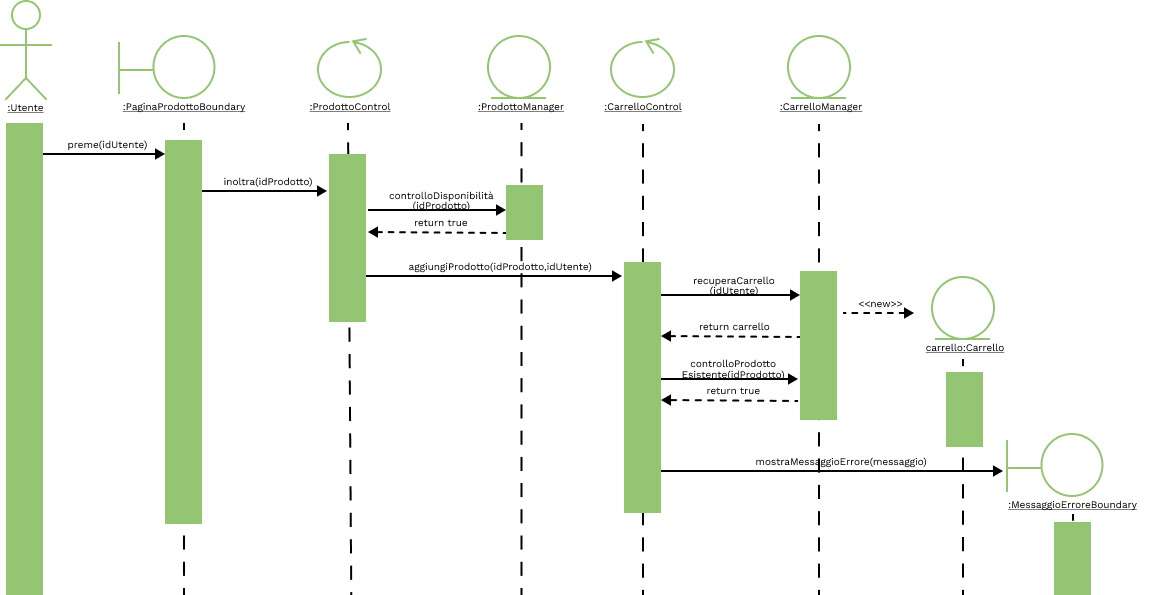 :Utente
:PaginaProdottoBoundary
:ProdottoControl
:ProdottoManager
:CarrelloControl
:CarrelloManager
preme(idUtente)
inoltra(idProdotto)
controlloDisponibilità
(idProdotto)
return true
aggiungiProdotto(idProdotto,idUtente)
recuperaCarrello
(idUtente)
<<new>>
return carrello
carrello:Carrello
controlloProdotto
Esistente(idProdotto)
return true
mostraMessaggioErrore(messaggio)
:MessaggioErroreBoundary